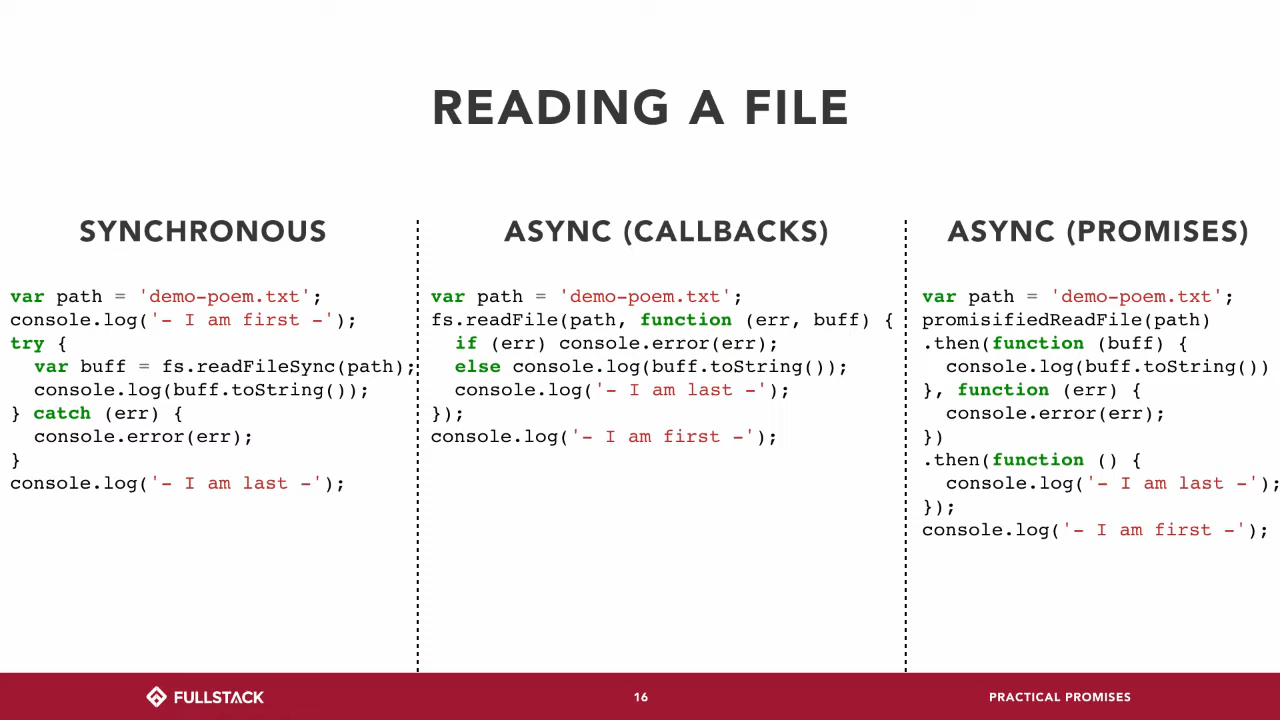 READING A FILE
SYNCHRONOUS
var path = 'demo-poem.txt';
console.log('- I am first -');
try {
  var buff = fs.readFileSync(path);
  console.log(buff.toString());
} catch (err) {
  console.error(err);
}
console.log('- I am last -');
ASYNC (CALLBACKS)
var path = 'demo-poem.txt';
fs.readFile(path, function (err, buff) {
  if (err) console.error(err);
  else console.log(buff.toString());
  console.log('- I am last -');
});
console.log('- I am first -');
ASYNC (PROMISES)
var path = 'demo-poem.txt';
promisifiedReadFile(path)
.then(function (buff) {
  console.log(buff.toString())
}, function (err) {
  console.error(err);
})
.then(function () {
  console.log('- I am last -');
});
console.log('- I am first -');
FULLSTACK
16
PRACTICAL PROMISES